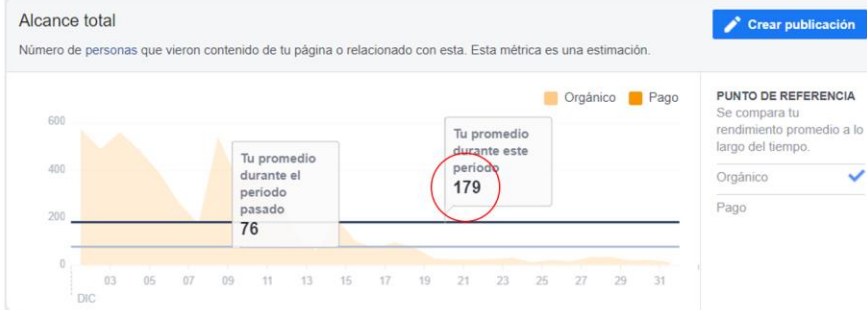 Alcance total
Crear publicación
Número de personas que vieron contenido de tu página o relacionado con esta. Esta métrica es una estimación.
Orgánico Pago
PUNTO DE REFERENCIA
Se compara tu
rendimiento promedio a lo
largo del tiempo.
Orgánico
Pago
600
400
200
0
Tu promedio
durante el
periodo
pasado
76
Tu promedio
durante este
periodo
179
03 05 07 09 11 13 15 17 19 21 23 25 27 29 31
DIC